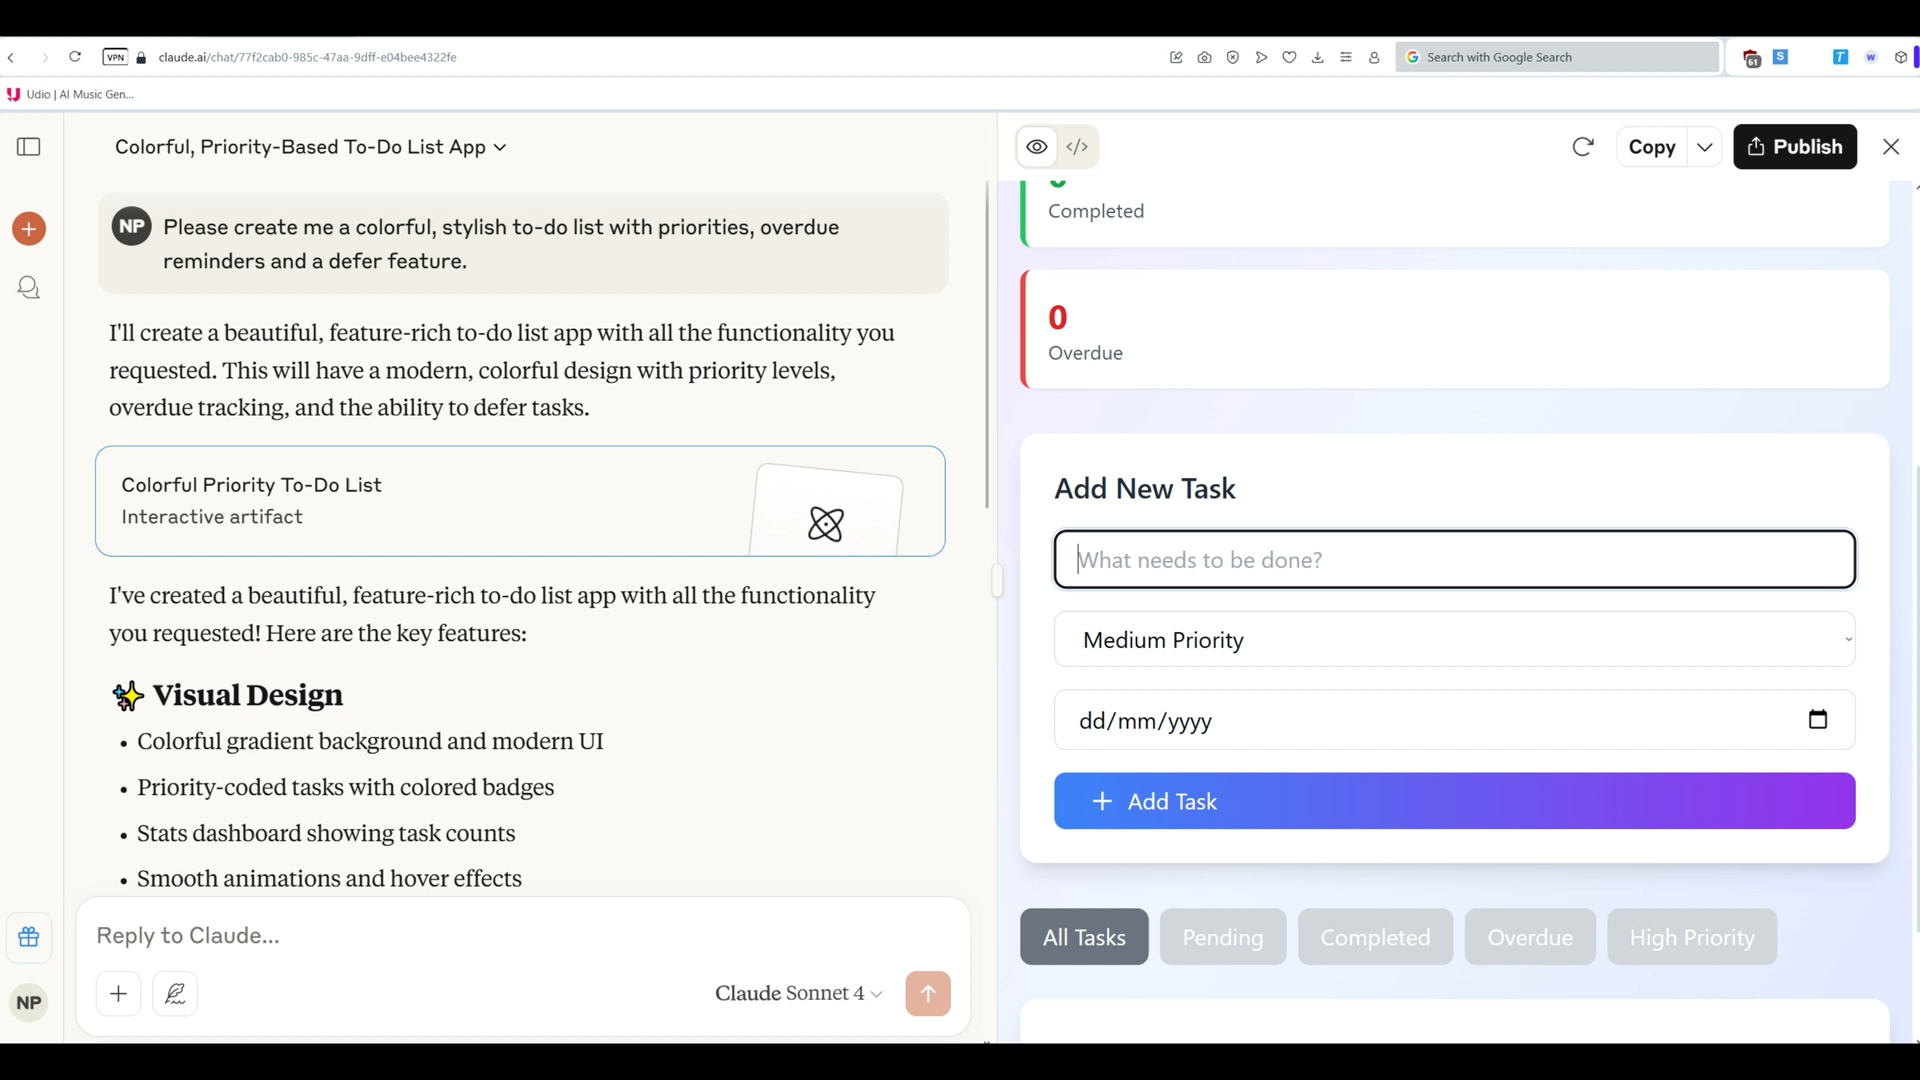 VPN
claude.ai/chat/77f2cab0-985c-47aa-9dff-e04bee4322fe
Search with Google Search
61
S
T
w
Udio | AI Music Gen...
Colorful, Priority-Based To-Do List App
NP
Please create me a colorful, stylish to-do list with priorities, overdue
reminders and a defer feature.
I'll create a beautiful, feature-rich to-do list app with all the functionality you
requested. This will have a modern, colorful design with priority levels,
overdue tracking, and the ability to defer tasks.
Colorful Priority To-Do List
Interactive artifact
I've created a beautiful, feature-rich to-do list app with all the functionality
you requested! Here are the key features:
✨ Visual Design
• Colorful gradient background and modern UI
• Priority-coded tasks with colored badges
• Stats dashboard showing task counts
• Smooth animations and hover effects
Reply to Claude...
Claude Sonnet 4
NP
Copy
Publish
Completed
0
Overdue
Add New Task
What needs to be done?
Medium Priority
dd/mm/yyyy
+ Add Task
All Tasks
Pending
Completed
Overdue
High Priority